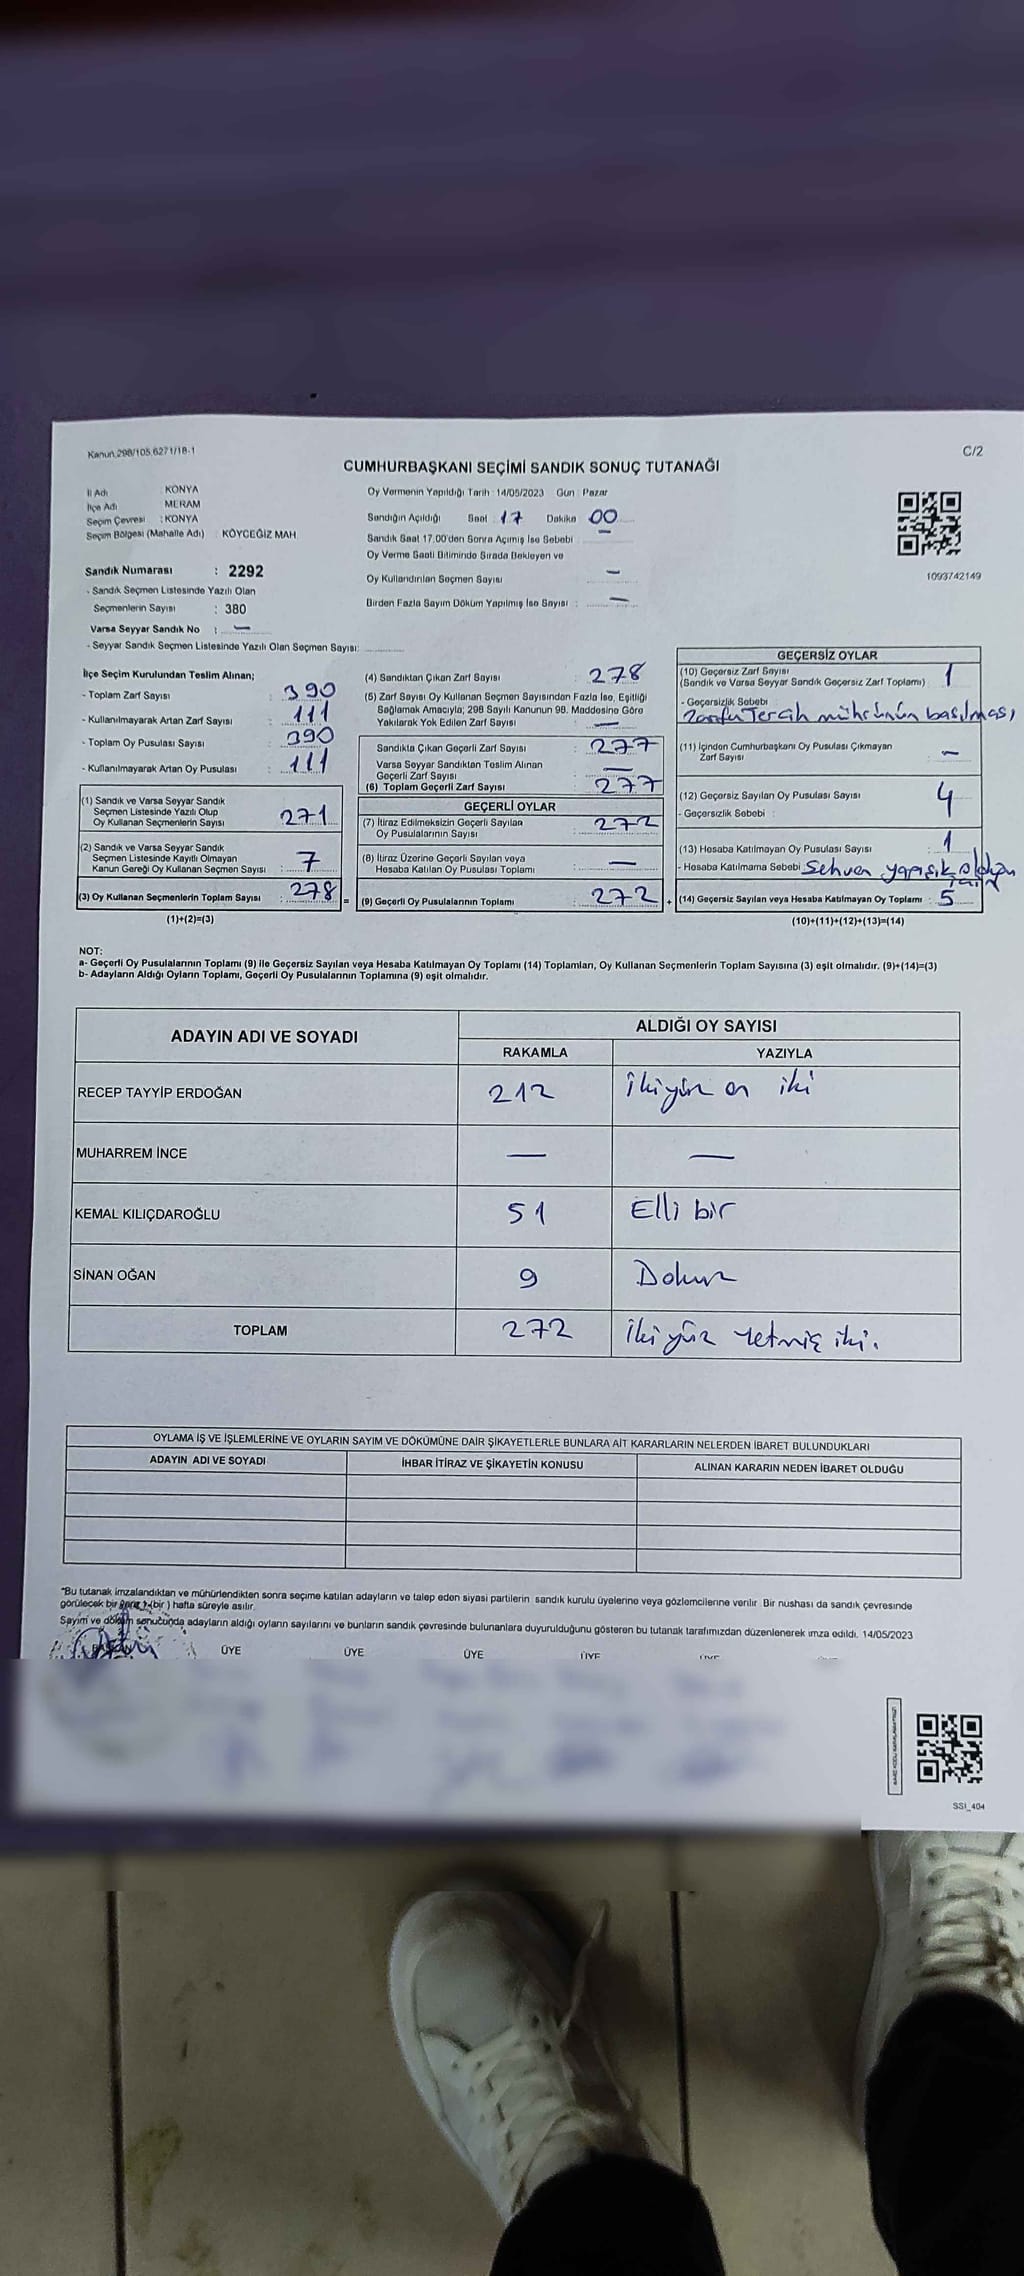 Kanun.298/105.6271/18-1
C/2
CUMHURBAŞKANI SEÇİMİ SANDIK SONUÇ TUTANAĞI
İl Adı : KONYA
İlçe Adı : MERAM
Seçim Çevresi : KONYA
Seçim Bölgesi (Mahalle Adı) : KÖYCEĞİZ MAH.
Sandık Numarası : 2292
- Sandık Seçmen Listesinde Yazılı Olan
Seçmenlerin Sayısı : 380
Varsa Seyyar Sandık No : —
- Seyyar Sandık Seçmen Listesinde Yazılı Olan Seçmen Sayısı:
Oy Vermenin Yapıldığı Tarih : 14/05/2023 Gün : Pazar
Sandığın Açıldığı Saat : 17 Dakika 00
Sandık Saat 17.00'den Sonra Açımış İse Sebebi : —
Oy Verme Saati Bitiminde Sırada Bekleyen ve
Oy Kullandırılan Seçmen Sayısı : —
Birden Fazla Sayım Döküm Yapılmış İse Sayısı : —
1093742149
İlçe Seçim Kurulundan Teslim Alınan;
- Toplam Zarf Sayısı : 390
- Kullanılmayarak Artan Zarf Sayısı : 111
- Toplam Oy Pusulası Sayısı : 390
- Kullanılmayarak Artan Oy Pusulası : 111
(1) Sandık ve Varsa Seyyar Sandık
Seçmen Listesinde Yazılı Olup
Oy Kullanan Seçmenlerin Sayısı : 271
(2) Sandık ve Varsa Seyyar Sandık
Seçmen Listesinde Kayıtlı Olmayan
Kanun Gereği Oy Kullanan Seçmen Sayısı : 7
(3) Oy Kullanan Seçmenlerin Toplam Sayısı : 278 =
(1)+(2)=(3)
(4) Sandıktan Çıkan Zarf Sayısı : 278
(5) Zarf Sayısı Oy Kullanan Seçmen Sayısından Fazla İse, Eşitliği
Sağlamak Amacıyla; 298 Sayılı Kanunun 98. Maddesine Göre
Yakılarak Yok Edilen Zarf Sayısı : —
Sandıkta Çıkan Geçerli Zarf Sayısı : 277
Varsa Seyyar Sandıktan Teslim Alınan
Geçerli Zarf Sayısı : —
(6) Toplam Geçerli Zarf Sayısı : 277
GEÇERLİ OYLAR
(7) İtiraz Edilmeksizin Geçerli Sayılan
Oy Pusulalarının Sayısı : 272
(8) İtiraz Üzerine Geçerli Sayılan veya
Hesaba Katılan Oy Pusulası Toplamı : —
(9) Geçerli Oy Pusulalarının Toplamı : 272 +
GEÇERSİZ OYLAR
(10) Geçersiz Zarf Sayısı
(Sandık ve Varsa Seyyar Sandık Geçersiz Zarf Toplamı) : 1
- Geçersizlik Sebebi
Zarfın Tercih mührünün basılması,
(11) İçinden Cumhurbaşkanı Oy Pusulası Çıkmayan
Zarf Sayısı : —
(12) Geçersiz Sayılan Oy Pusulası Sayısı 4
- Geçersizlik Sebebi :
(13) Hesaba Katılmayan Oy Pusulası Sayısı : 1
- Hesaba Katılmama Sebebi Sehven yapışık olduğu
için
(14) Geçersiz Sayılan veya Hesaba Katılmayan Oy Toplamı : 5
(10)+(11)+(12)+(13)=(14)
NOT:
a- Geçerli Oy Pusulalarının Toplamı (9) ile Geçersiz Sayılan veya Hesaba Katılmayan Oy Toplamı (14) Toplamları, Oy Kullanan Seçmenlerin Toplam Sayısına (3) eşit olmalıdır. (9)+(14)=(3)
b- Adayların Aldığı Oyların Toplamı, Geçerli Oy Pusulalarının Toplamına (9) eşit olmalıdır.
ADAYIN ADI VE SOYADI ALDIĞI OY SAYISI
RAKAMLA YAZIYLA
RECEP TAYYİP ERDOĞAN 212 İkiyüz on iki
MUHARREM İNCE — —
KEMAL KILIÇDAROĞLU 51 Elli bir
SİNAN OĞAN 9 Dokuz
TOPLAM 272 İki yüz Yetmiş iki.
OYLAMA İŞ VE İŞLEMLERİNE VE OYLARIN SAYIM VE DÖKÜMÜNE DAİR ŞİKAYETLERLE BUNLARA AİT KARARLARIN NELERDEN İBARET BULUNDUKLARI
ADAYIN ADI VE SOYADI İHBAR İTİRAZ VE ŞİKAYETİN KONUSU ALINAN KARARIN NEDEN İBARET OLDUĞU
*Bu tutanak imzalandıktan ve mühürlendikten sonra seçime katılan adayların ve talep eden siyasi partilerin sandık kurulu üyelerine veya gözlemcilerine verilir. Bir nushası da sandık çevresinde
görülecek bir yere 1 (bir) hafta süreyle asılır.
Sayım ve döküm sonucunda adayların aldığı oyların sayılarını ve bunların sandık çevresinde bulunanlara duyurulduğunu gösteren bu tutanak tarafımızdan düzenlenerek imza edildi. 14/05/2023
BAŞKAN ÜYE ÜYE ÜYE ÜYE ÜYE
SSI_404